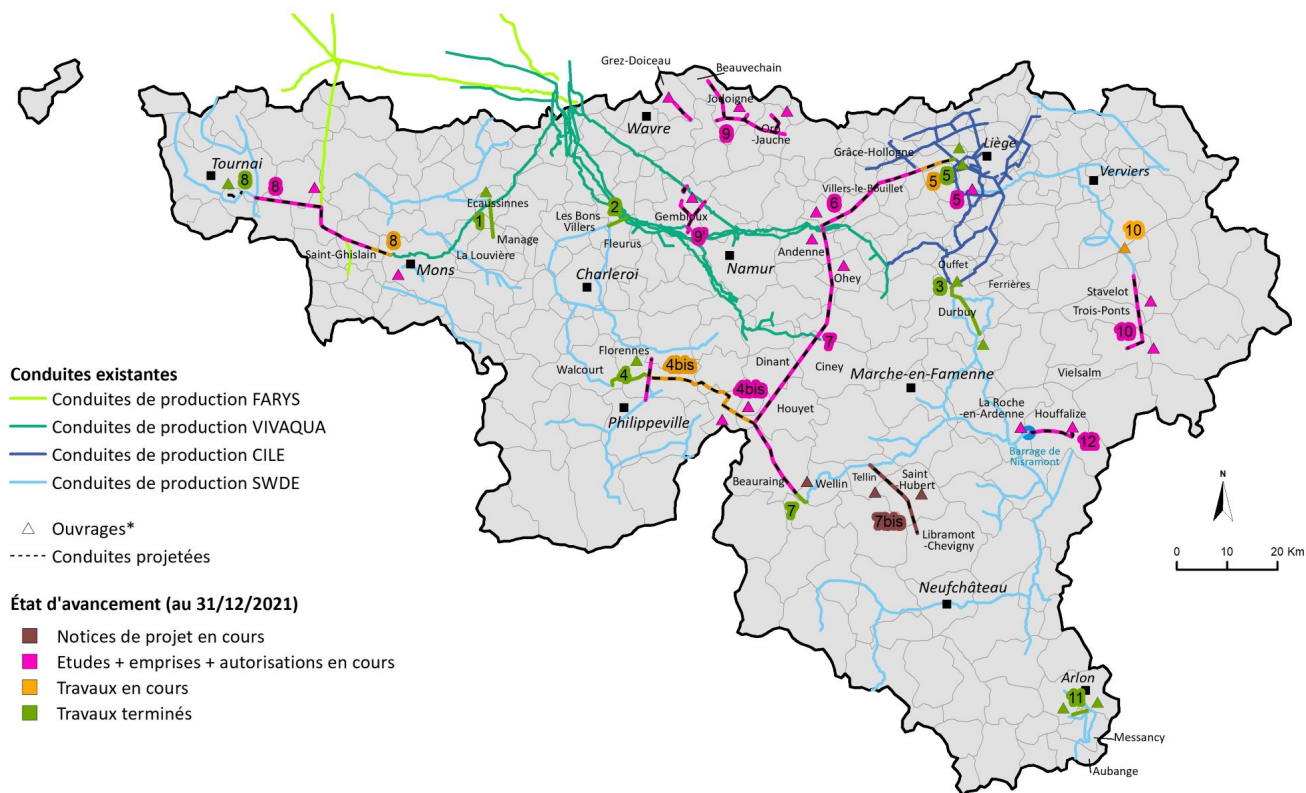 Grez-Doiceau
Beauvechain
Jodoigne
Wavre
9
Orp
-Jauche
Grâce-Hollogne
Liège
Tournai
8
8
5
5
Verviers
Villers-le-Bouillet
5
6
Ecaussinnes
2
Les Bons
Villers
Gembloux
1
Manage
9'
10
8
Fleurus
Andenne
Saint-Ghislain
La Louvière
Mons
Namur
Ouffet
Charleroi
Ohey
3
Ferrières
Stavelot
Durbuy
Trois-Ponts
10
7
Florennes
4bis
Dinant
Walcourt
4
Ciney
Vielsalm
Marche-en-Famenne
4bis
La Roche
-en-Ardenne
Houffalize
Houyet
Philippeville
12
Barrage de
Nisramont
Beauraing
Wellin
Tellin
Saint
-Hubert
7
7bis
Libramont
-Chevigny
Neufchâteau
Arlon
11
Messancy
Aubange
N
0 10 20 Km
Conduites existantes
Conduites de production FARYS
Conduites de production VIVAQUA
Conduites de production CILE
Conduites de production SWDE
Ouvrages*
Conduites projetées
État d'avancement (au 31/12/2021)
Notices de projet en cours
Etudes + emprises + autorisations en cours
Travaux en cours
Travaux terminés